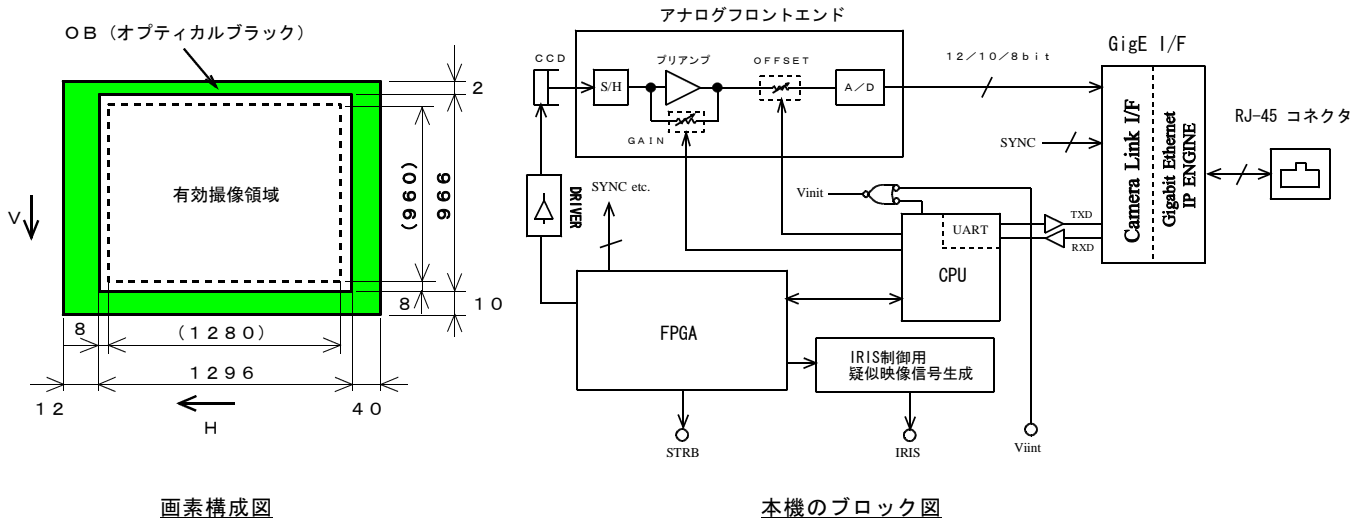 OB（オプティカルブラック）
2
有効撮像領域
(960)
966
V
8
10
8
(1280)
1296
12
40
H
画素構成図
アナログフロントエンド
CCD
S/H
プリアンプ
GAIN
OFFSET
A/D
12/10/8bit
GigE I/F
SYNC
Camera Link I/F
Gigabit Ethernet
IP ENGINE
RJ-45 コネクタ
DRIVER
SYNC etc.
Vinit
UART
TXD
RXD
CPU
FPGA
IRIS制御用
疑似映像信号生成
STRB
IRIS
Viint
本機のブロック図